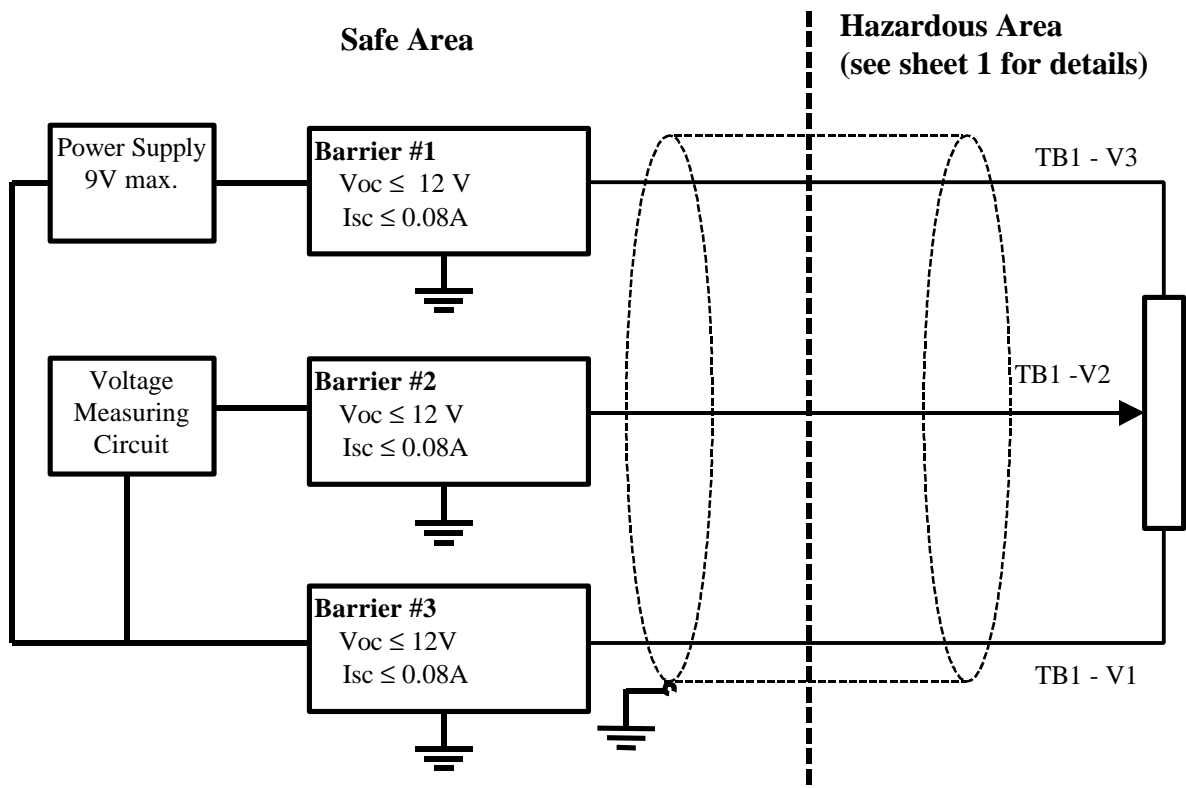 Safe Area
Hazardous Area
(see sheet 1 for details)
Power Supply
9V max.
Barrier #1
Voc ≤ 12 V
Isc ≤ 0.08A
TB1 - V3
Voltage
Measuring
Circuit
Barrier #2
Voc ≤ 12 V
Isc ≤ 0.08A
TB1 -V2
Barrier #3
Voc ≤ 12V
Isc ≤ 0.08A
TB1 - V1